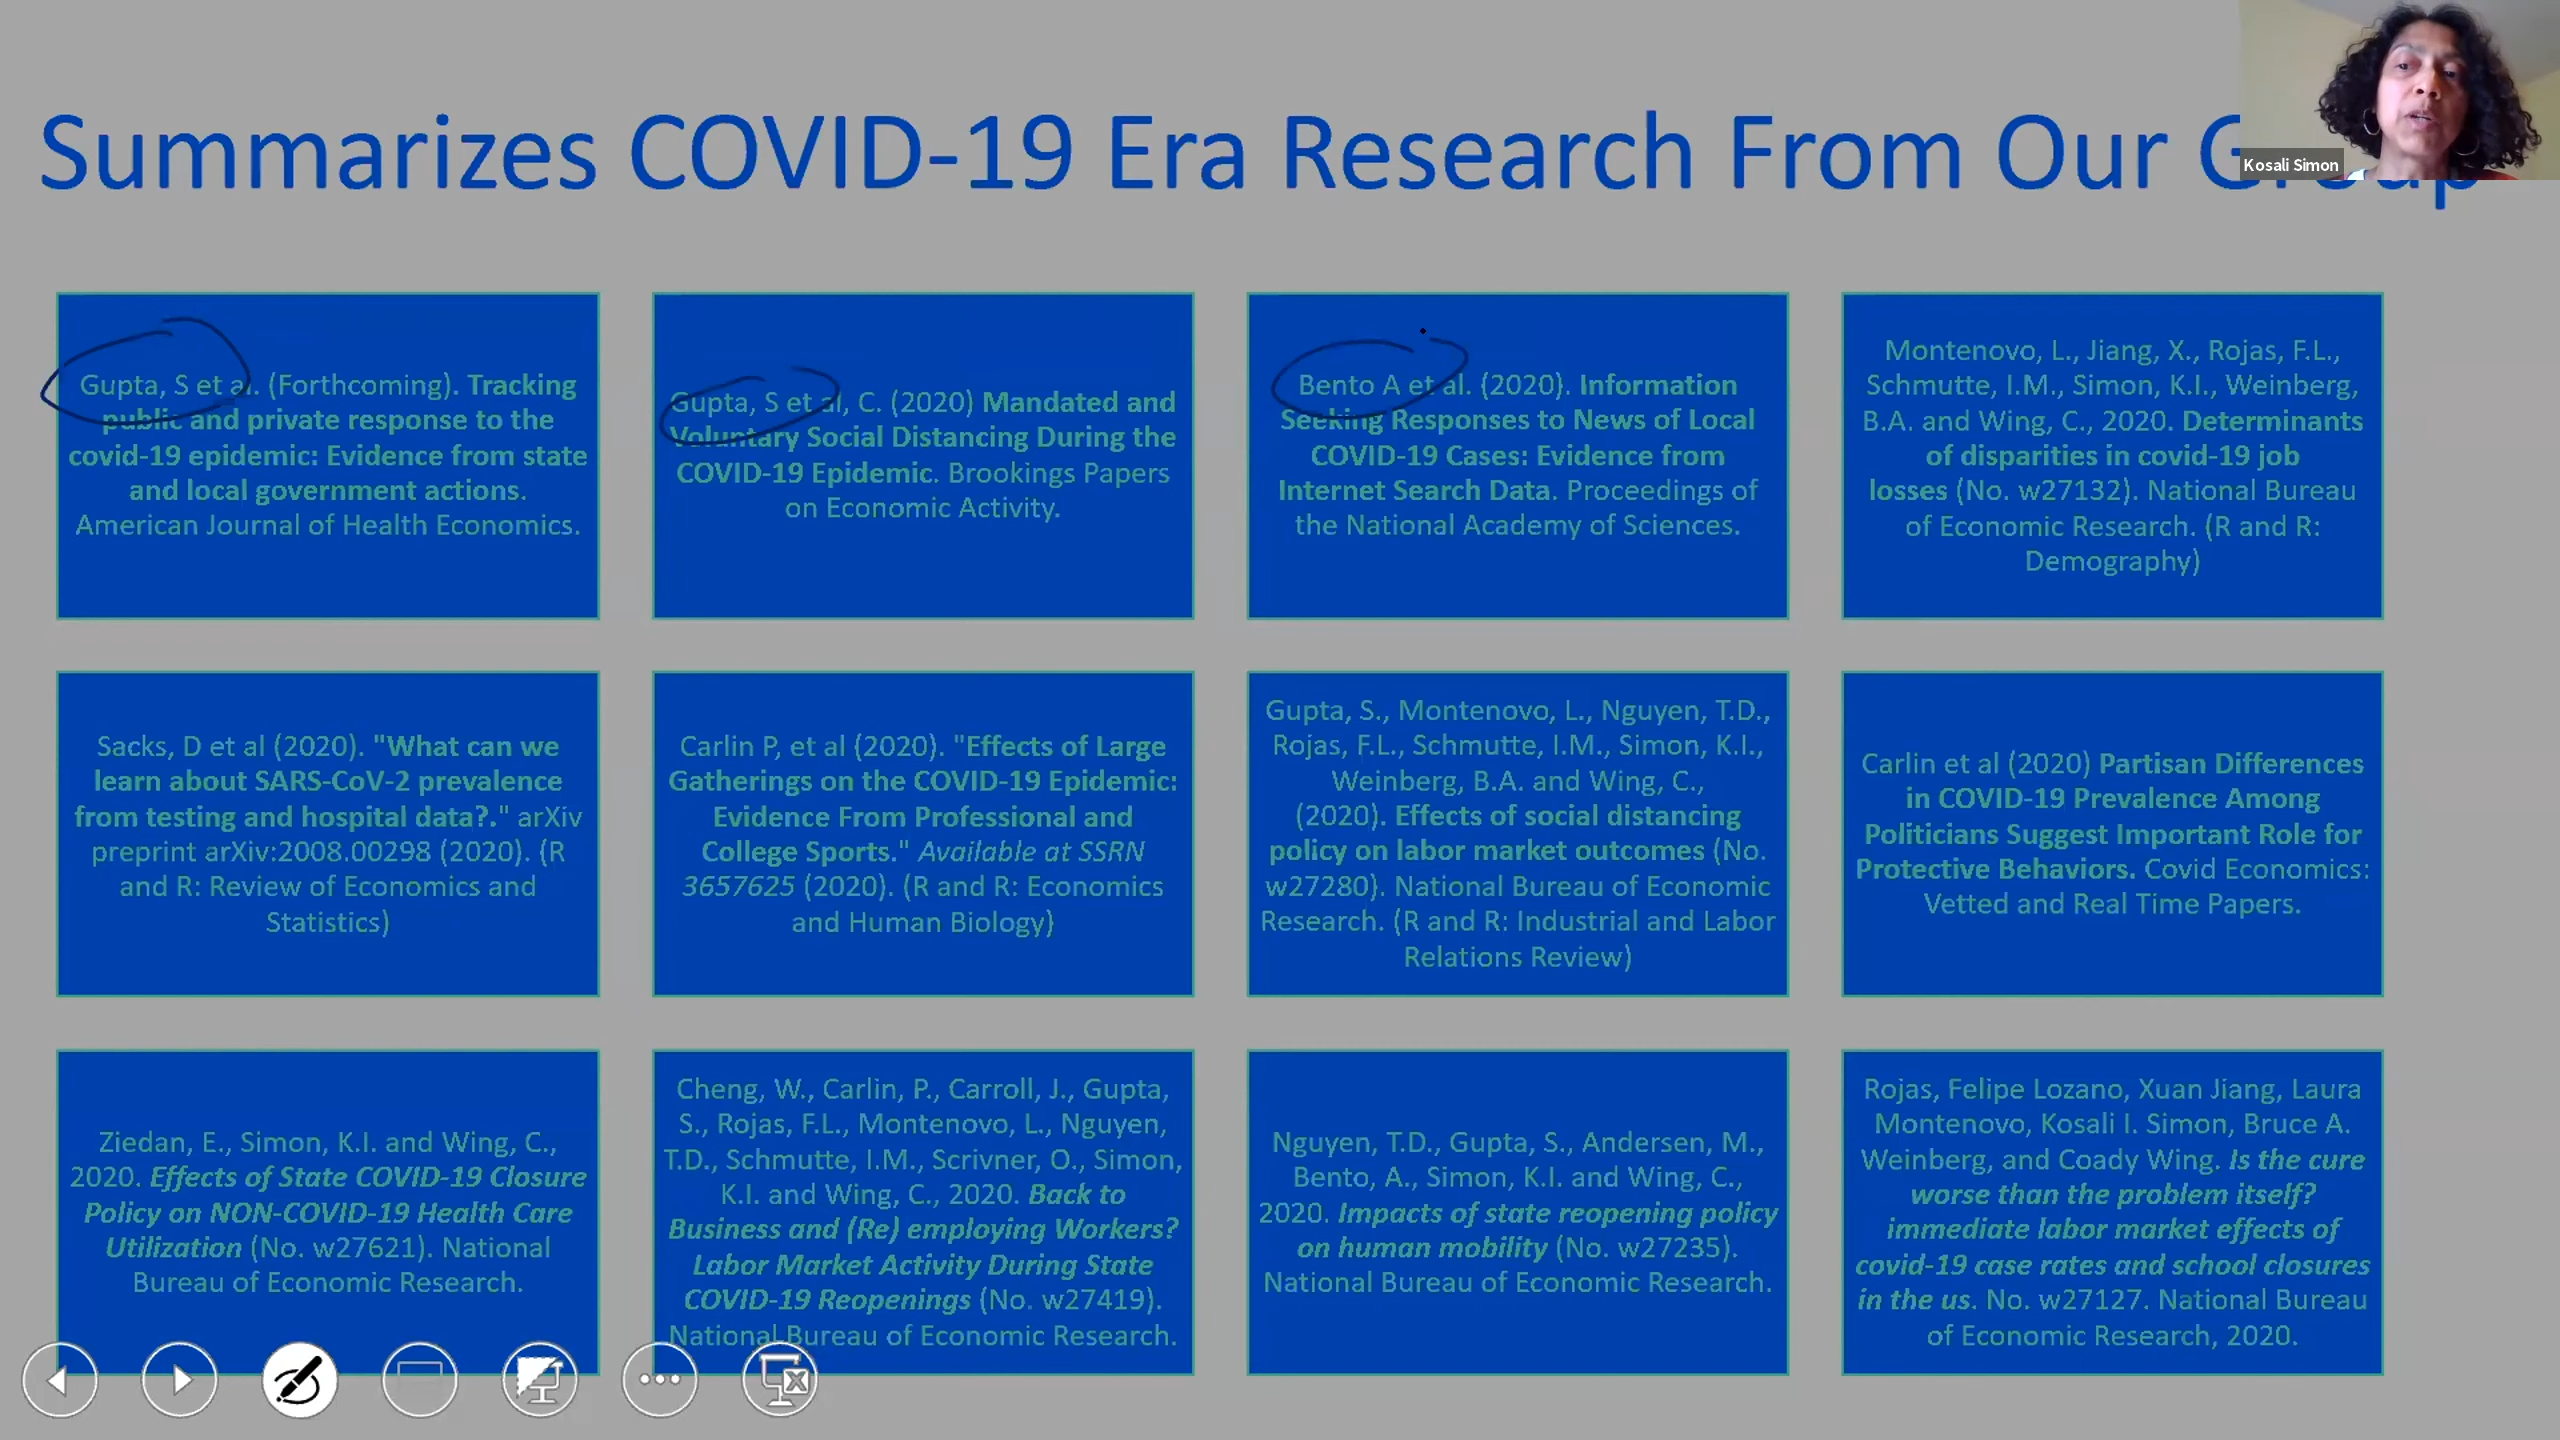 Summarizes COVID-19 Era Research From Our Group
Kosali Simon
Gupta, S et al. (Forthcoming). Tracking
public and private response to the
covid-19 epidemic: Evidence from state
and local government actions.
American Journal of Health Economics.
Gupta, S et al, C. (2020) Mandated and
Voluntary Social Distancing During the
COVID-19 Epidemic. Brookings Papers
on Economic Activity.
Bento A et al. (2020). Information
Seeking Responses to News of Local
COVID-19 Cases: Evidence from
Internet Search Data. Proceedings of
the National Academy of Sciences.
Montenovo, L., Jiang, X., Rojas, F.L.,
Schmutte, I.M., Simon, K.I., Weinberg,
B.A. and Wing, C., 2020. Determinants
of disparities in covid-19 job
losses (No. w27132). National Bureau
of Economic Research. (R and R:
Demography)
Sacks, D et al (2020). "What can we
learn about SARS-CoV-2 prevalence
from testing and hospital data?." arXiv
preprint arXiv:2008.00298 (2020). (R
and R: Review of Economics and
Statistics)
Carlin P, et al (2020). "Effects of Large
Gatherings on the COVID-19 Epidemic:
Evidence From Professional and
College Sports." Available at SSRN
3657625 (2020). (R and R: Economics
and Human Biology)
Gupta, S., Montenovo, L., Nguyen, T.D.,
Rojas, F.L., Schmutte, I.M., Simon, K.I.,
Weinberg, B.A. and Wing, C.,
(2020). Effects of social distancing
policy on labor market outcomes (No.
w27280). National Bureau of Economic
Research. (R and R: Industrial and Labor
Relations Review)
Carlin et al (2020) Partisan Differences
in COVID-19 Prevalence Among
Politicians Suggest Important Role for
Protective Behaviors. Covid Economics:
Vetted and Real Time Papers.
Ziedan, E., Simon, K.I. and Wing, C.,
2020. Effects of State COVID-19 Closure
Policy on NON-COVID-19 Health Care
Utilization (No. w27621). National
Bureau of Economic Research.
Cheng, W., Carlin, P., Carroll, J., Gupta,
S., Rojas, F.L., Montenovo, L., Nguyen,
T.D., Schmutte, I.M., Scrivner, O., Simon,
K.I. and Wing, C., 2020. Back to
Business and (Re) employing Workers?
Labor Market Activity During State
COVID-19 Reopenings (No. w27419).
National Bureau of Economic Research.
Nguyen, T.D., Gupta, S., Andersen, M.,
Bento, A., Simon, K.I. and Wing, C.,
2020. Impacts of state reopening policy
on human mobility (No. w27235).
National Bureau of Economic Research.
Rojas, Felipe Lozano, Xuan Jiang, Laura
Montenovo, Kosali I. Simon, Bruce A.
Weinberg, and Coady Wing. Is the cure
worse than the problem itself?
immediate labor market effects of
covid-19 case rates and school closures
in the us. No. w27127. National Bureau
of Economic Research, 2020.